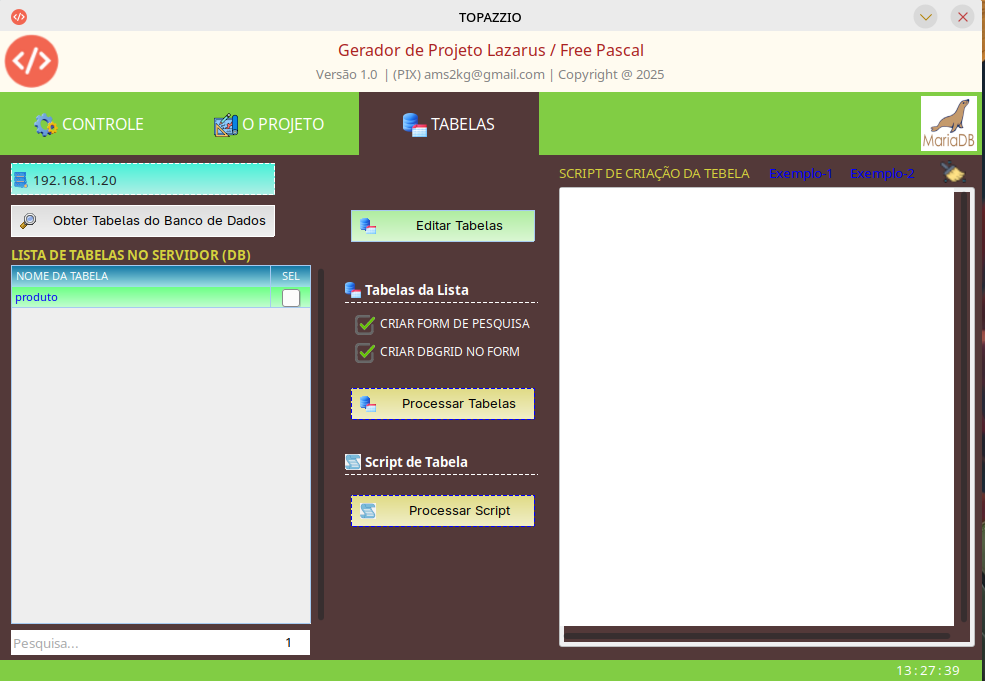 TOPAZZIO
Gerador de Projeto Lazarus / Free Pascal
Versão 1.0 | (PIX) ams2kg@gmail.com | Copyright @ 2025
CONTROLE
O PROJETO
TABELAS
MariaDB
192.168.1.20
Obter Tabelas do Banco de Dados
LISTA DE TABELAS NO SERVIDOR (DB)
NOME DA TABELA SEL
produto
Pesquisa... 1
Editar Tabelas
Tabelas da Lista
CRIAR FORM DE PESQUISA
CRIAR DBGRID NO FORM
Processar Tabelas
Script de Tabela
Processar Script
SCRIPT DE CRIAÇÃO DA TEBELA Exemplo-1 Exemplo-2
13:27:39